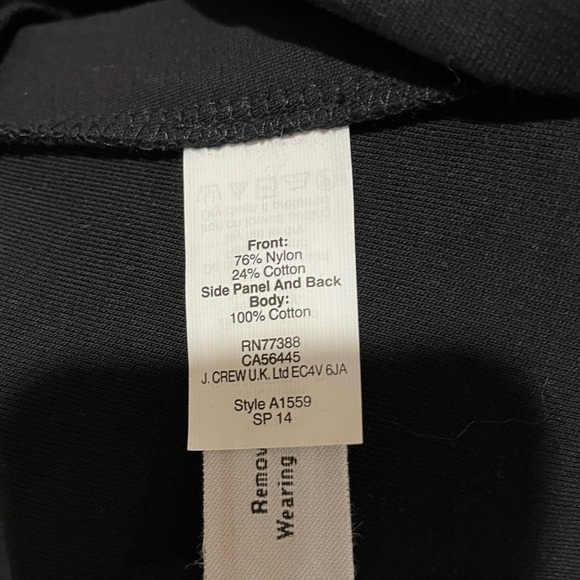 Front:
76% Nylon
24% Cotton
Side Panel And Back
Body:
100% Cotton
RN77388
CA56445
J. CREW U.K. Ltd EC4V 6JA
Style A1559
SP 14
Wearing